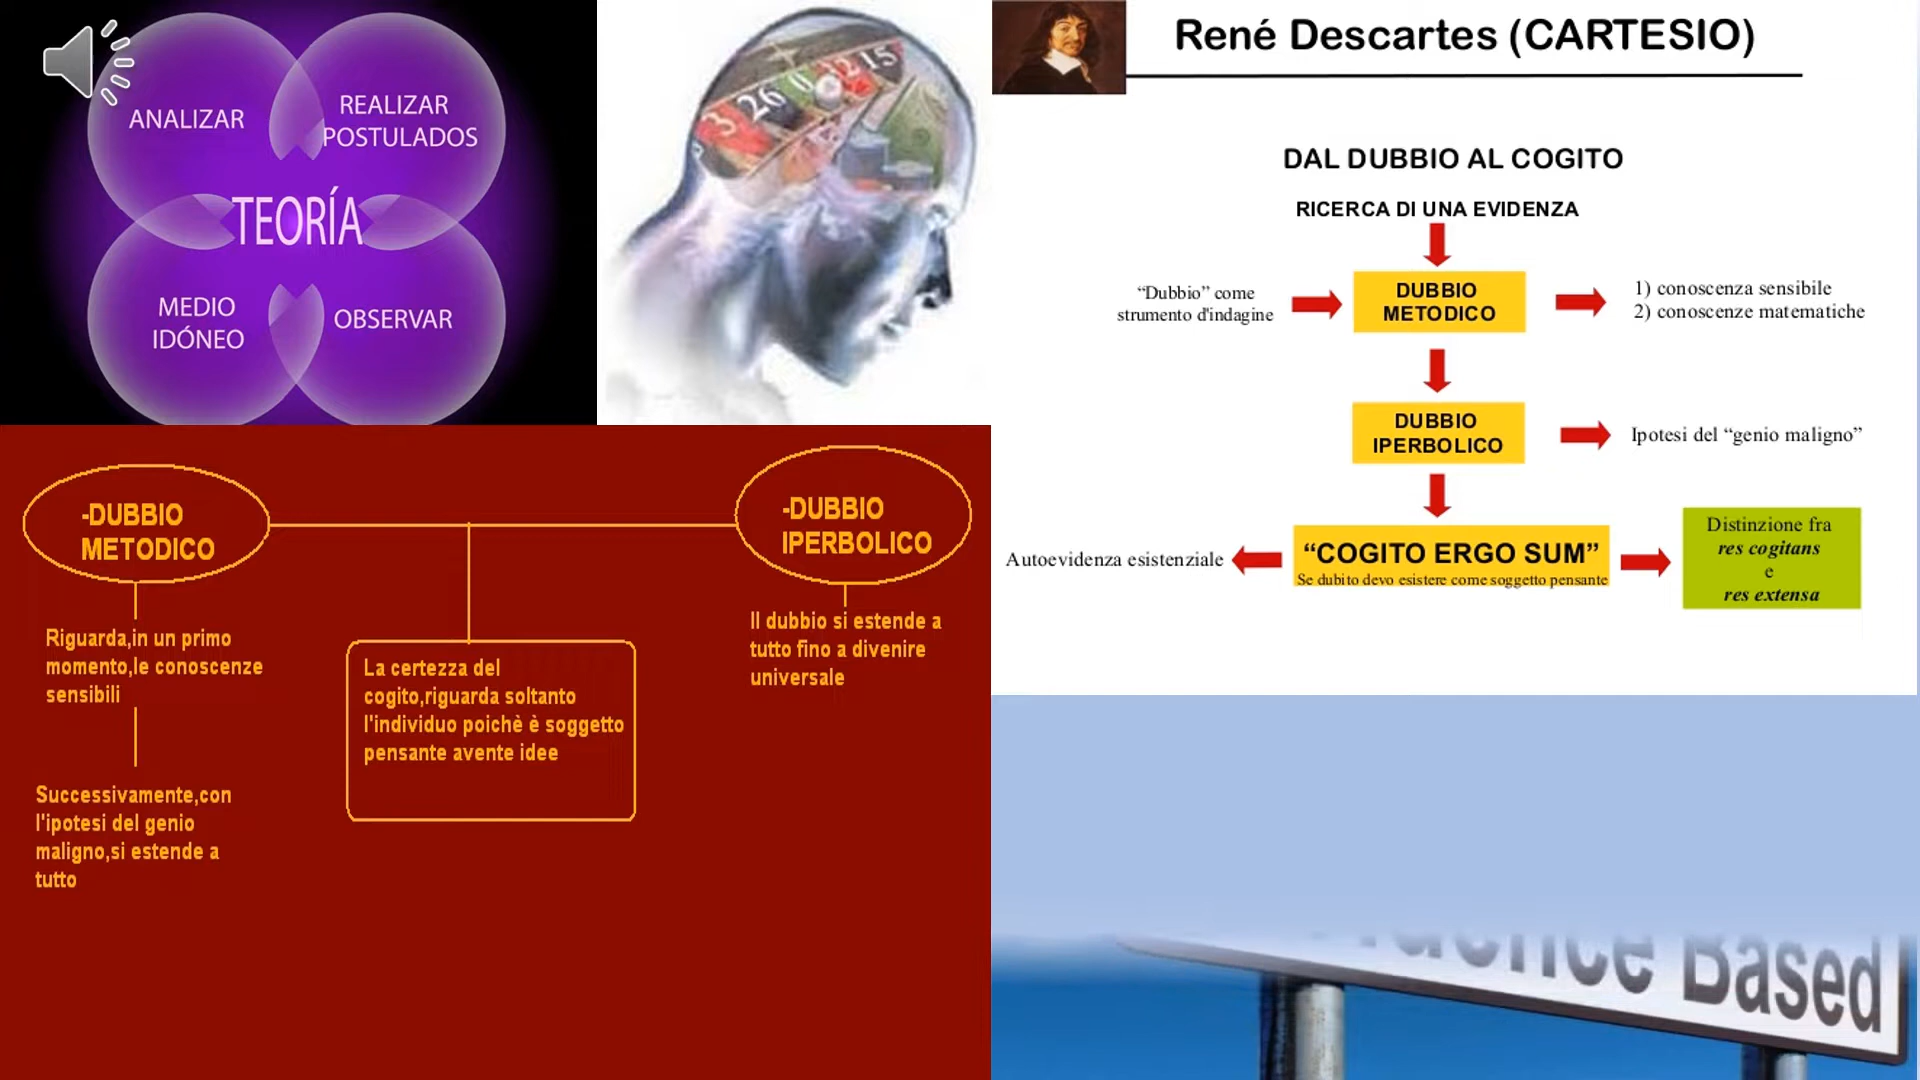 ANALIZAR
REALIZAR
POSTULADOS
TEORÍA
MEDIO
IDÓNEO
OBSERVAR
3 26 0 32 15
René Descartes (CARTESIO)
DAL DUBBIO AL COGITO
RICERCA DI UNA EVIDENZA
“Dubbio” come
strumento d'indagine
DUBBIO
METODICO
1) conoscenza sensibile
2) conoscenze matematiche
DUBBIO
IPERBOLICO
Ipotesi del “genio maligno”
Autoevidenza esistenziale
“COGITO ERGO SUM”
Se dubito devo esistere come soggetto pensante
Distinzione fra
res cogitans
e
res extensa
-DUBBIO
METODICO
Riguarda,in un primo
momento,le conoscenze
sensibili
Successivamente,con
l'ipotesi del genio
maligno,si estende a
tutto
La certezza del
cogito,riguarda soltanto
l'individuo poichè è soggetto
pensante avente idee
-DUBBIO
IPERBOLICO
Il dubbio si estende a
tutto fino a divenire
universale
Based